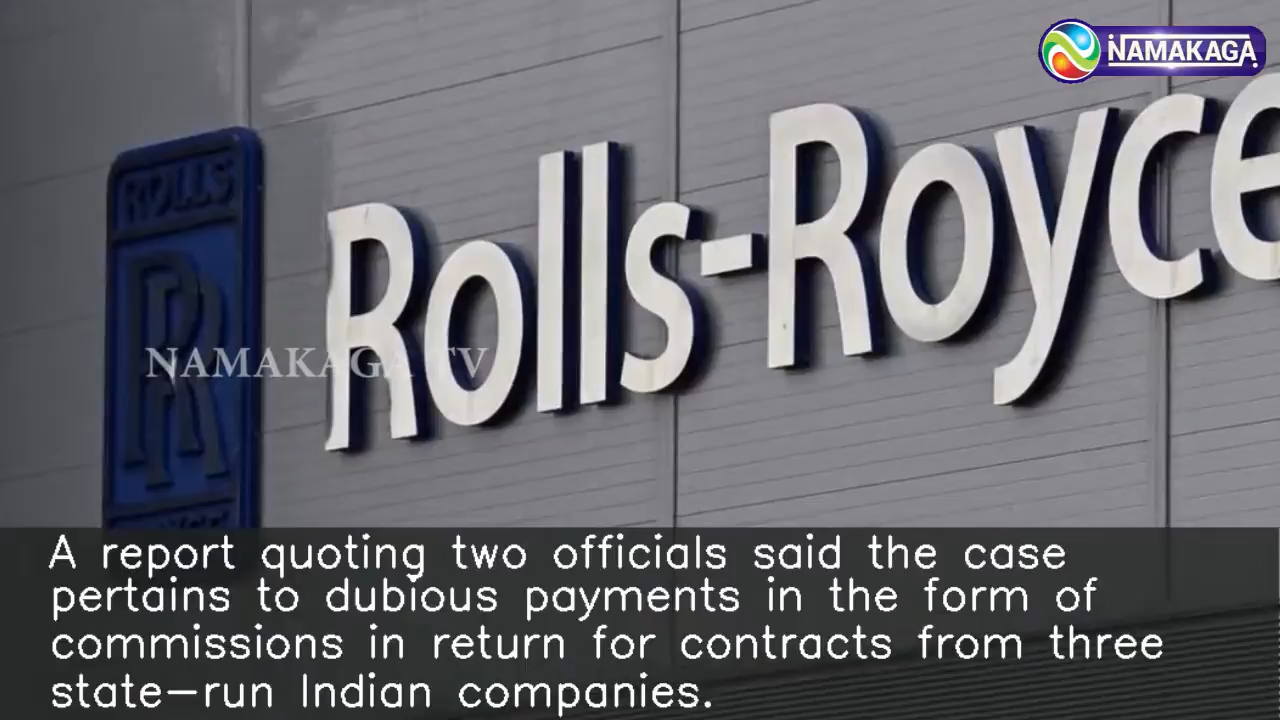 NAMAKAGA
ROLLS
RR
Rolls-Royce
NAMAKAGA TV
A report quoting two officials said the case
pertains to dubious payments in the form of
commissions in return for contracts from three
state-run Indian companies.